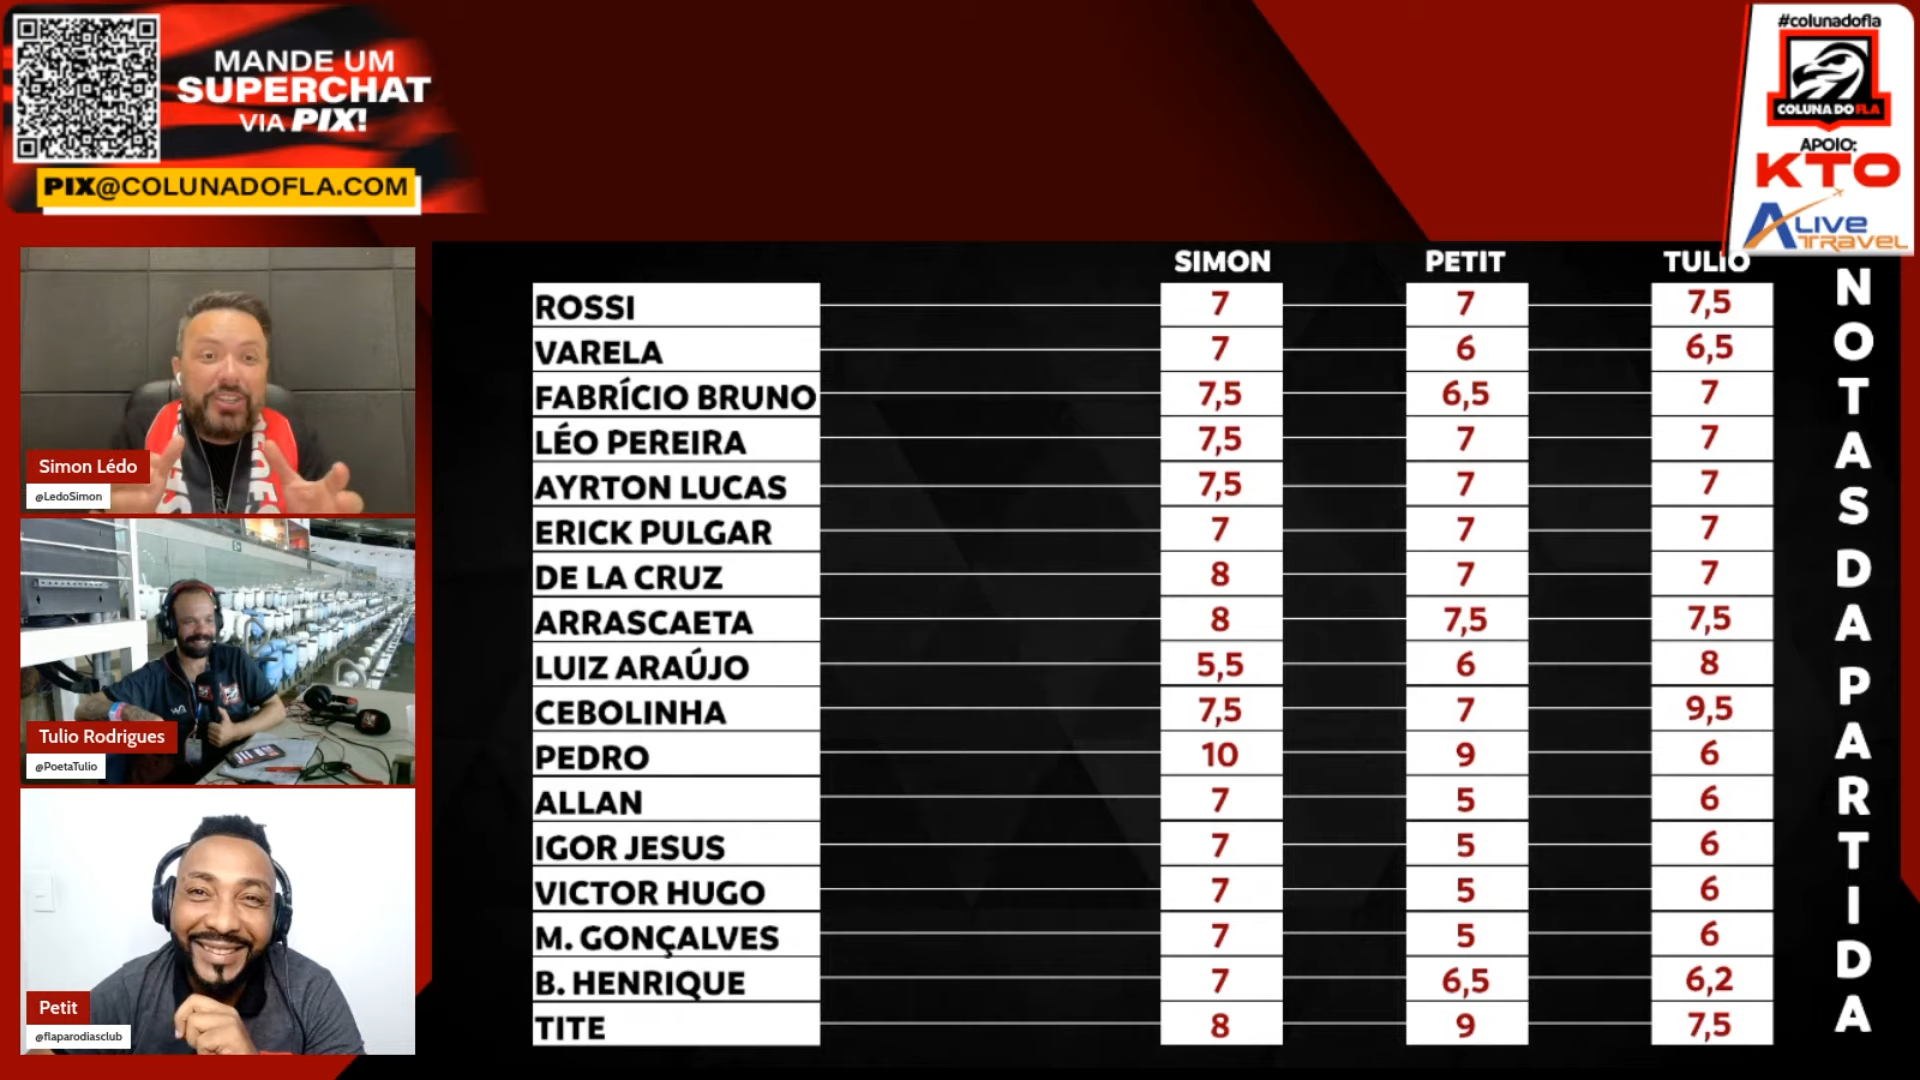 MANDE UM
SUPERCHAT
VIA PIX!
PIX@COLUNADOFLA.COM
#colunadofla
COLUNA DO FLA
APOIO:
KTO
ALIVE
TRAVEL
Simon Lédo
@LedoSimon
Tulio Rodrigues
@PoetaTulio
Petit
@flaparodiasclub
SIMON PETIT TULIO
ROSSI 7 7 7,5
VARELA 7 6 6,5
FABRÍCIO BRUNO 7,5 6,5 7
LÉO PEREIRA 7,5 7 7
AYRTON LUCAS 7,5 7 7
ERICK PULGAR 7 7 7
DE LA CRUZ 8 7 7
ARRASCAETA 8 7,5 7,5
LUIZ ARAÚJO 5,5 6 8
CEBOLINHA 7,5 7 9,5
PEDRO 10 9 6
ALLAN 7 5 6
IGOR JESUS 7 5 6
VICTOR HUGO 7 5 6
M. GONÇALVES 7 5 6
B. HENRIQUE 7 6,5 6,2
TITE 8 9 7,5
NOTAS DA PARTIDA